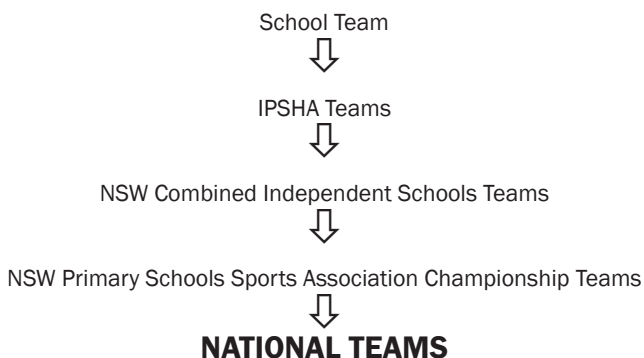 School Team
IPSHA Teams
NSW Combined Independent Schools Teams
NSW Primary Schools Sports Association Championship Teams
NATIONAL TEAMS